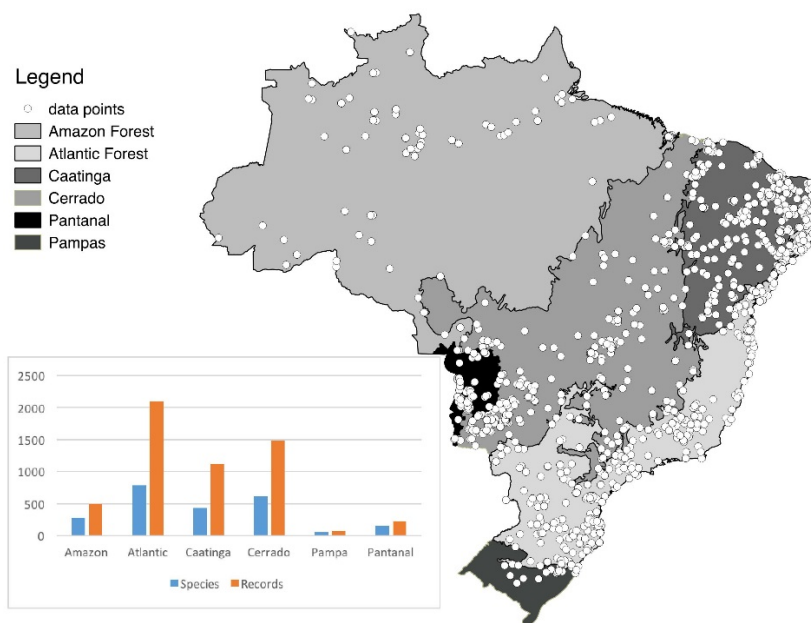 Legend
data points
Amazon Forest
Atlantic Forest
Caatinga
Cerrado
Pantanal
Pampas
2500
2000
1500
1000
500
0
Amazon Atlantic Caatinga Cerrado Pampa Pantanal
Species Records